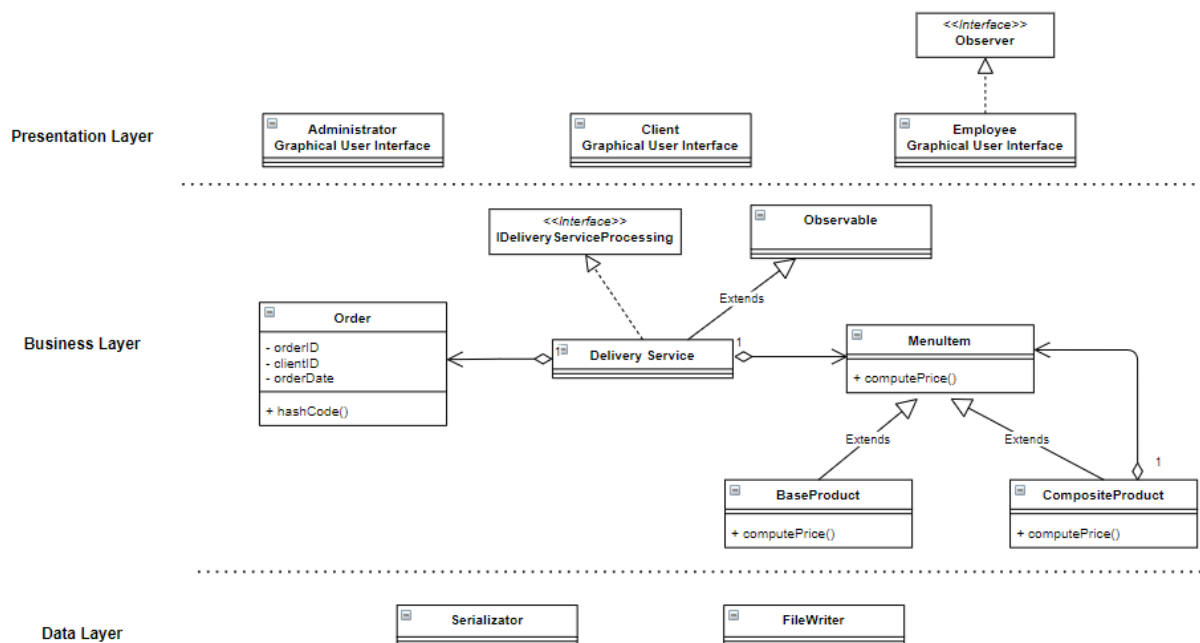 <<Interface>>
Observer
Presentation Layer
Administrator
Graphical User Interface
Client
Graphical User Interface
Employee
Graphical User Interface
<<Interface>>
IDeliveryServiceProcessing
Observable
Extends
Business Layer
Order
- orderID
- clientID
- orderDate
+ hashCode()
1
Delivery Service
1
MenuItem
+ computePrice()
Extends
Extends
1
BaseProduct
+ computePrice()
CompositeProduct
+ computePrice()
Data Layer
Serializator
FileWriter